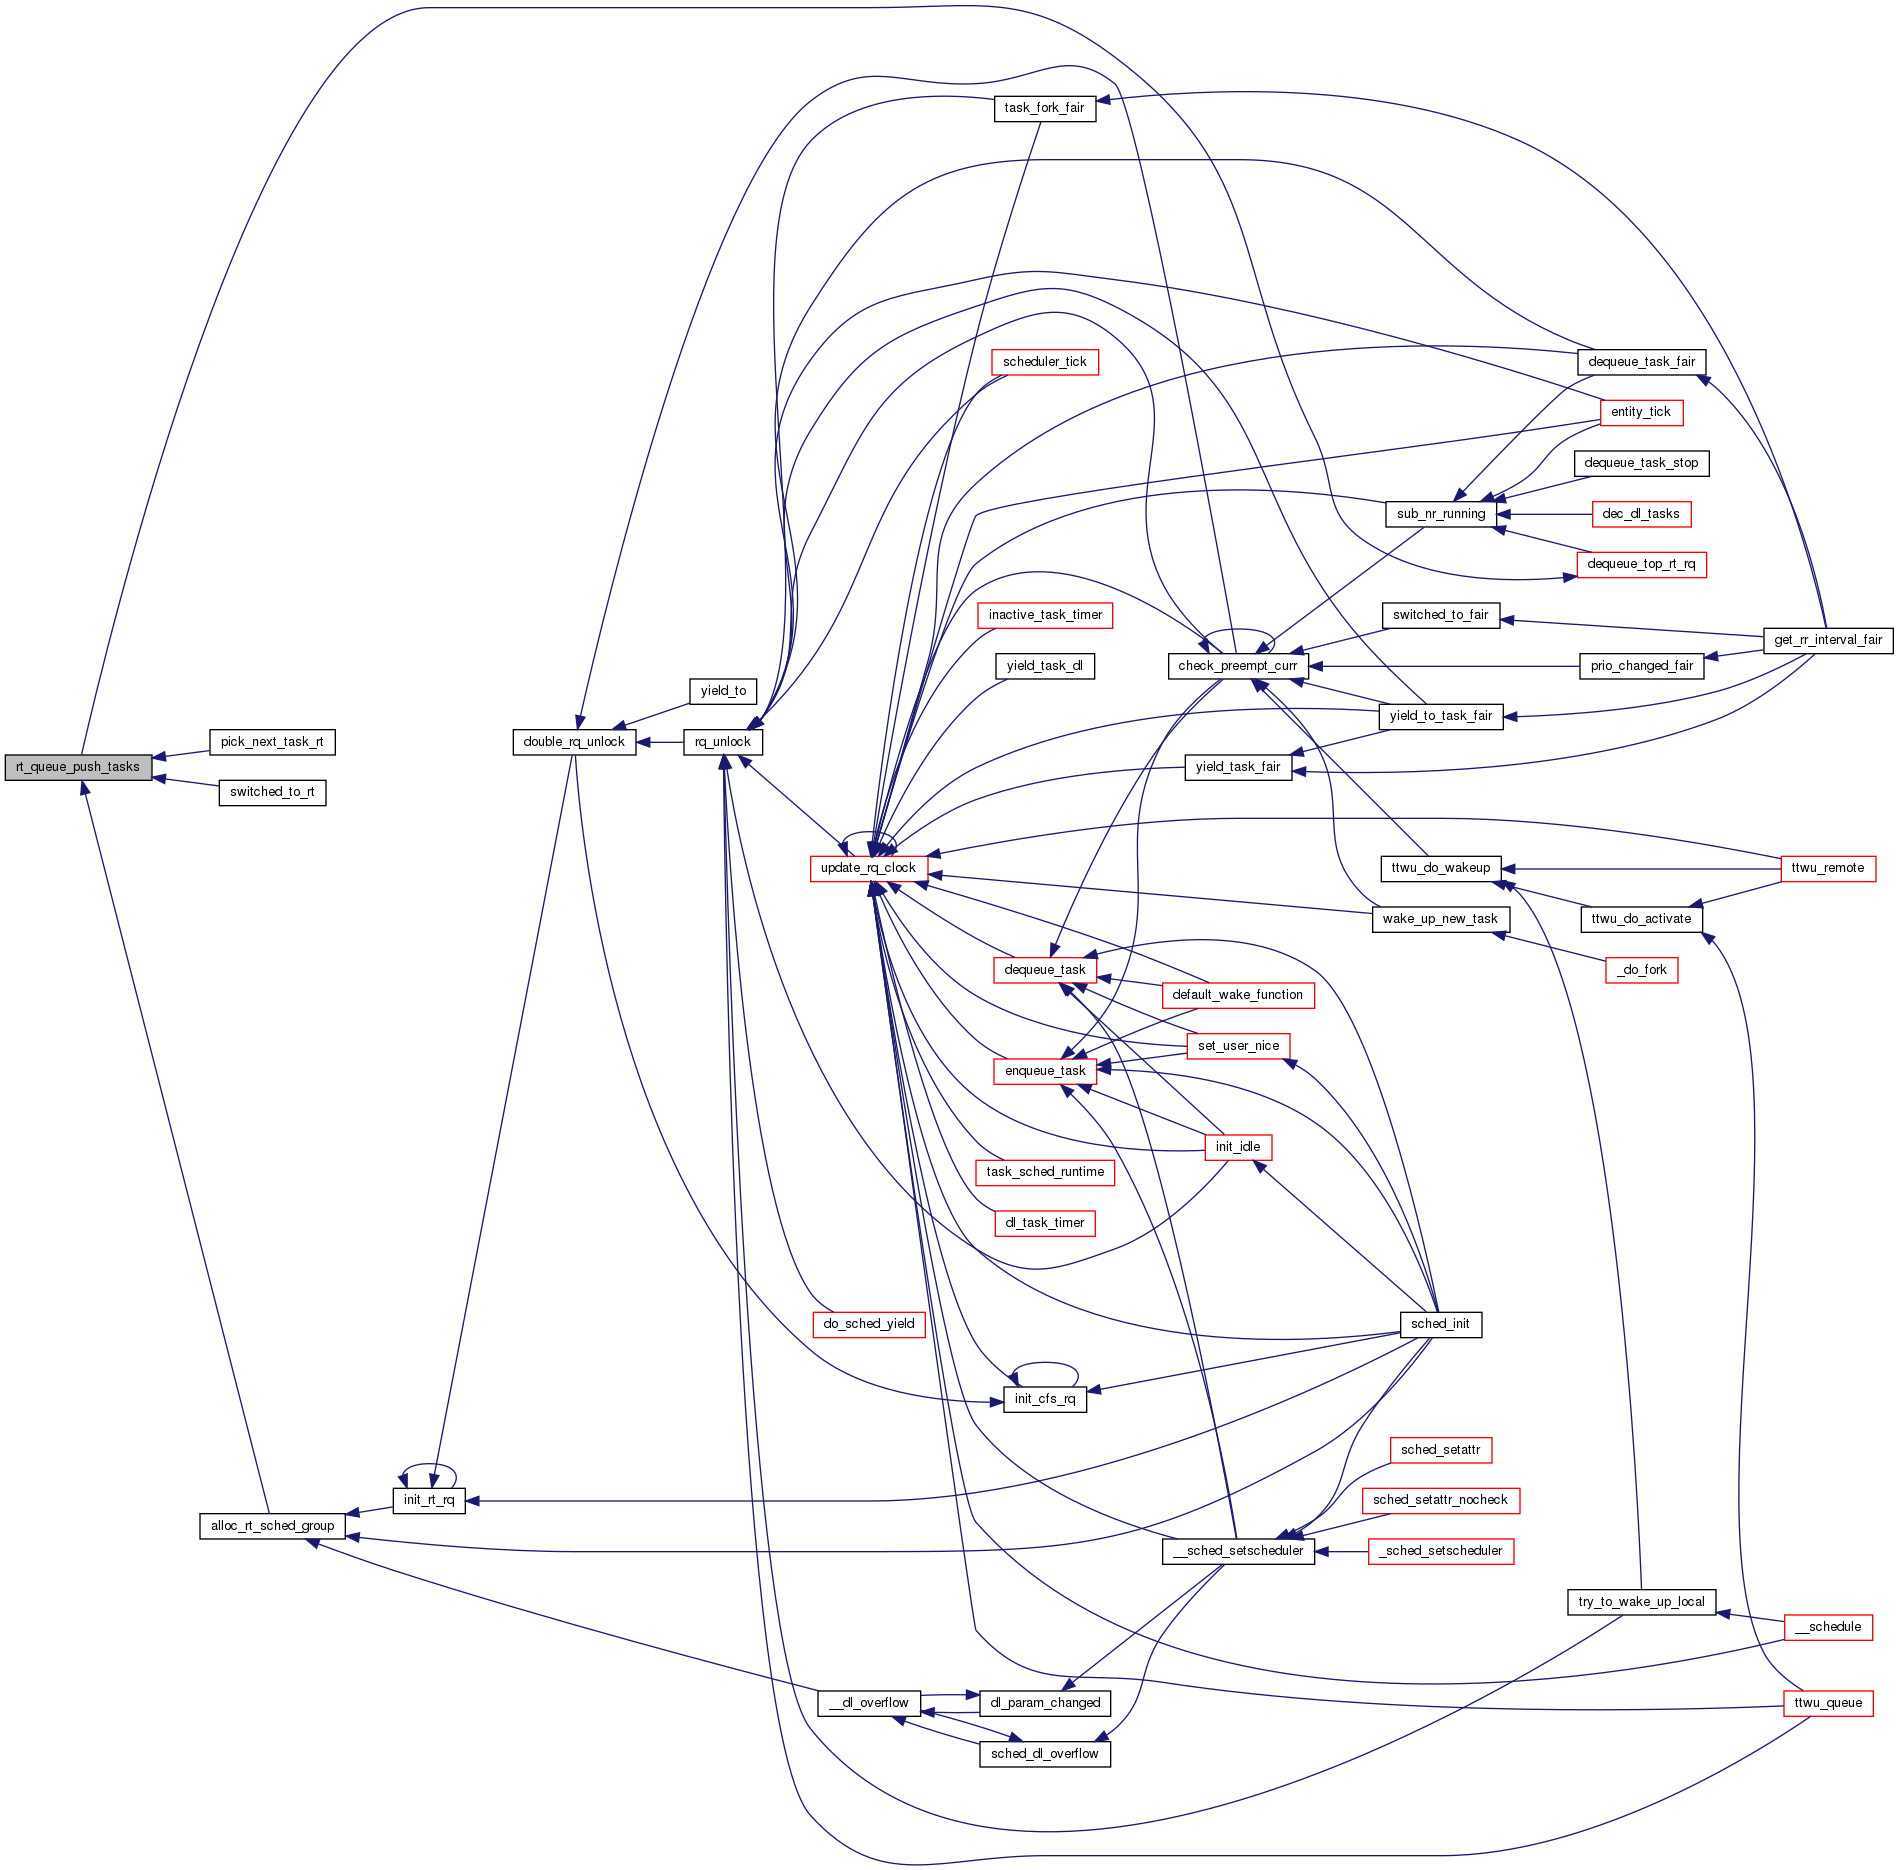 task_fork_fair
scheduler_tick
dequeue_task_fair
entity_tick
dequeue_task_stop
sub_nr_running
dec_dl_tasks
dequeue_top_rt_rq
inactive_task_timer
switched_to_fair
get_rr_interval_fair
yield_task_dl
check_preempt_curr
prio_changed_fair
yield_to
yield_to_task_fair
pick_next_task_rt
double_rq_unlock
rq_unlock
rt_queue_push_tasks
yield_task_fair
switched_to_rt
update_rq_clock
ttwu_do_wakeup
ttwu_remote
wake_up_new_task
ttwu_do_activate
dequeue_task
_do_fork
default_wake_function
set_user_nice
enqueue_task
init_idle
task_sched_runtime
dl_task_timer
do_sched_yield
sched_init
init_cfs_rq
sched_setattr
init_rt_rq
sched_setattr_nocheck
alloc_rt_sched_group
__sched_setscheduler
_sched_setscheduler
try_to_wake_up_local
__schedule
__dl_overflow
dl_param_changed
ttwu_queue
sched_dl_overflow